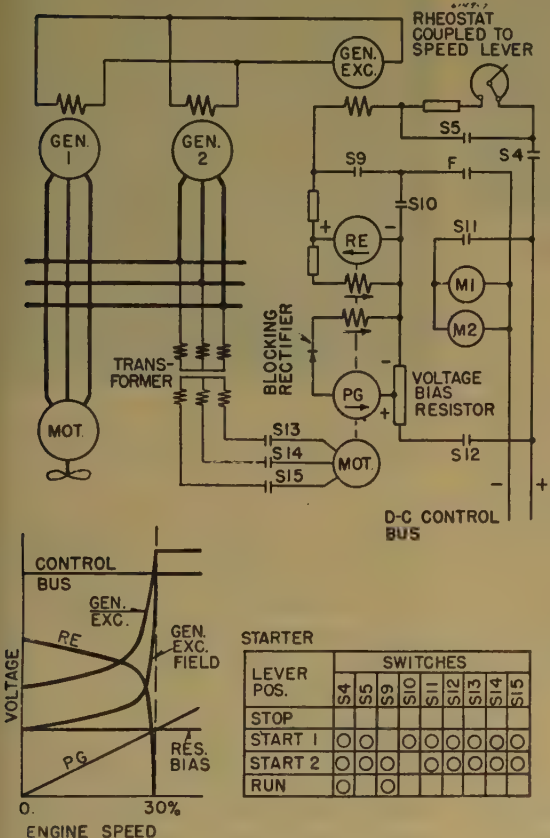 RHEOSTAT
COUPLED TO
SPEED LEVER
GEN.
EXC.
GEN.
1
GEN.
2
S5
S4
S9
F
S10
+
-
RE
S11
M1
M2
BLOCKING
RECTIFIER
TRANS-
FORMER
-
PG
+
VOLTAGE
BIAS
RESISTOR
S12
MOT.
S13
S14
S15
MOT.
- +
D-C CONTROL
BUS
CONTROL
BUS
GEN.
EXC.
RE
GEN.
EXC.
FIELD
VOLTAGE
PG
RES.
BIAS
0. 30%
ENGINE SPEED
STARTER
LEVER
POS.
SWITCHES
S4 S5 S9 S10 S11 S12 S13 S14 S15
STOP
START 1 O O O O O O O O
START 2 O O O O O O O O
RUN O O